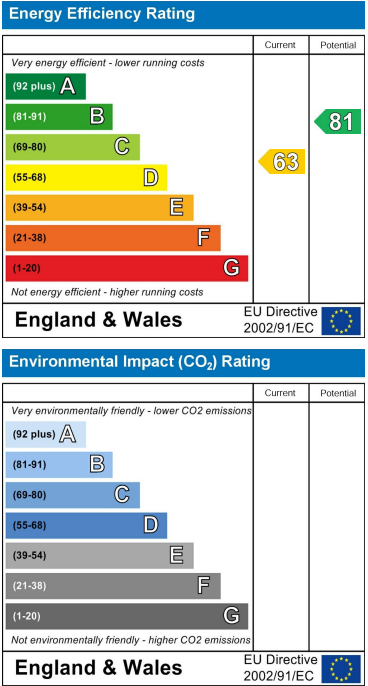 Energy Efficiency Rating
Current Potential
Very energy efficient - lower running costs
(92 plus) A
(81-91) B
81
(69-80) C
63
(55-68) D
(39-54) E
(21-38) F
(1-20) G
Not energy efficient - higher running costs
England & Wales
EU Directive
2002/91/EC
Environmental Impact (CO₂) Rating
Current Potential
Very environmentally friendly - lower CO2 emissions
(92 plus) A
(81-91) B
(69-80) C
(55-68) D
(39-54) E
(21-38) F
(1-20) G
Not environmentally friendly - higher CO2 emissions
England & Wales
EU Directive
2002/91/EC